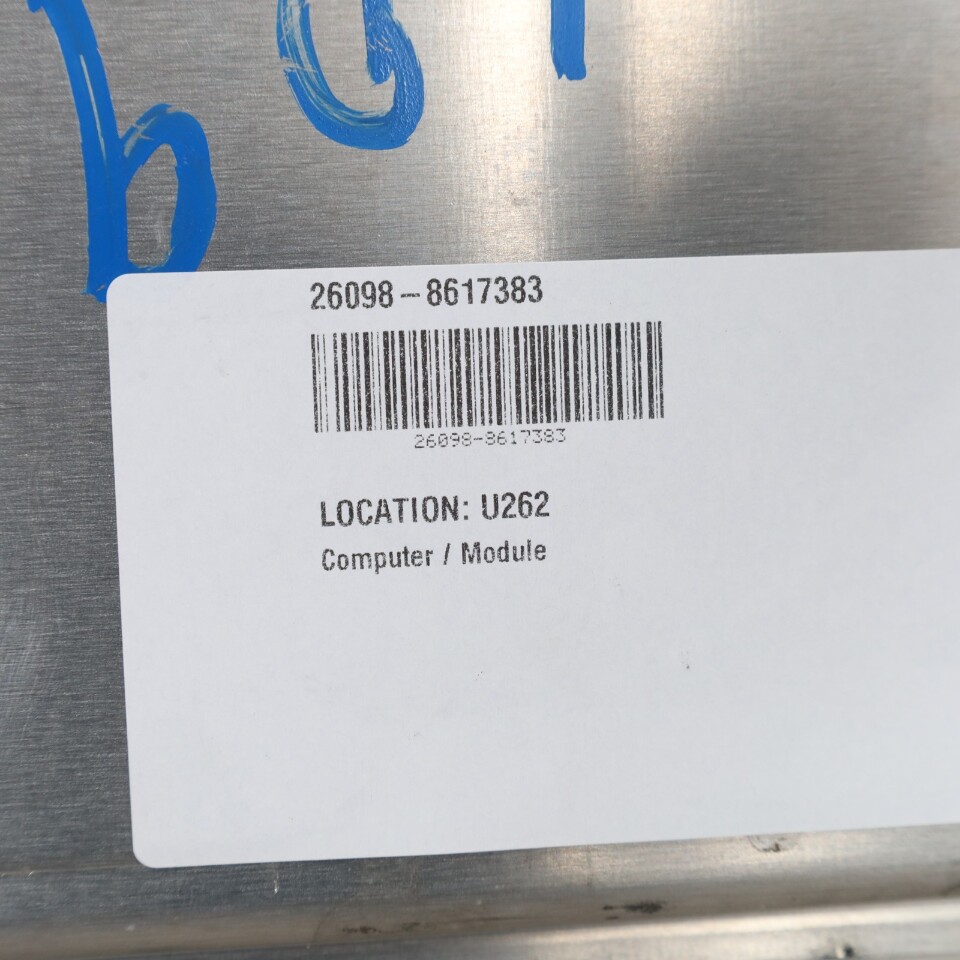 26098-8617383
26098-8617383
LOCATION: U262
Computer / Module